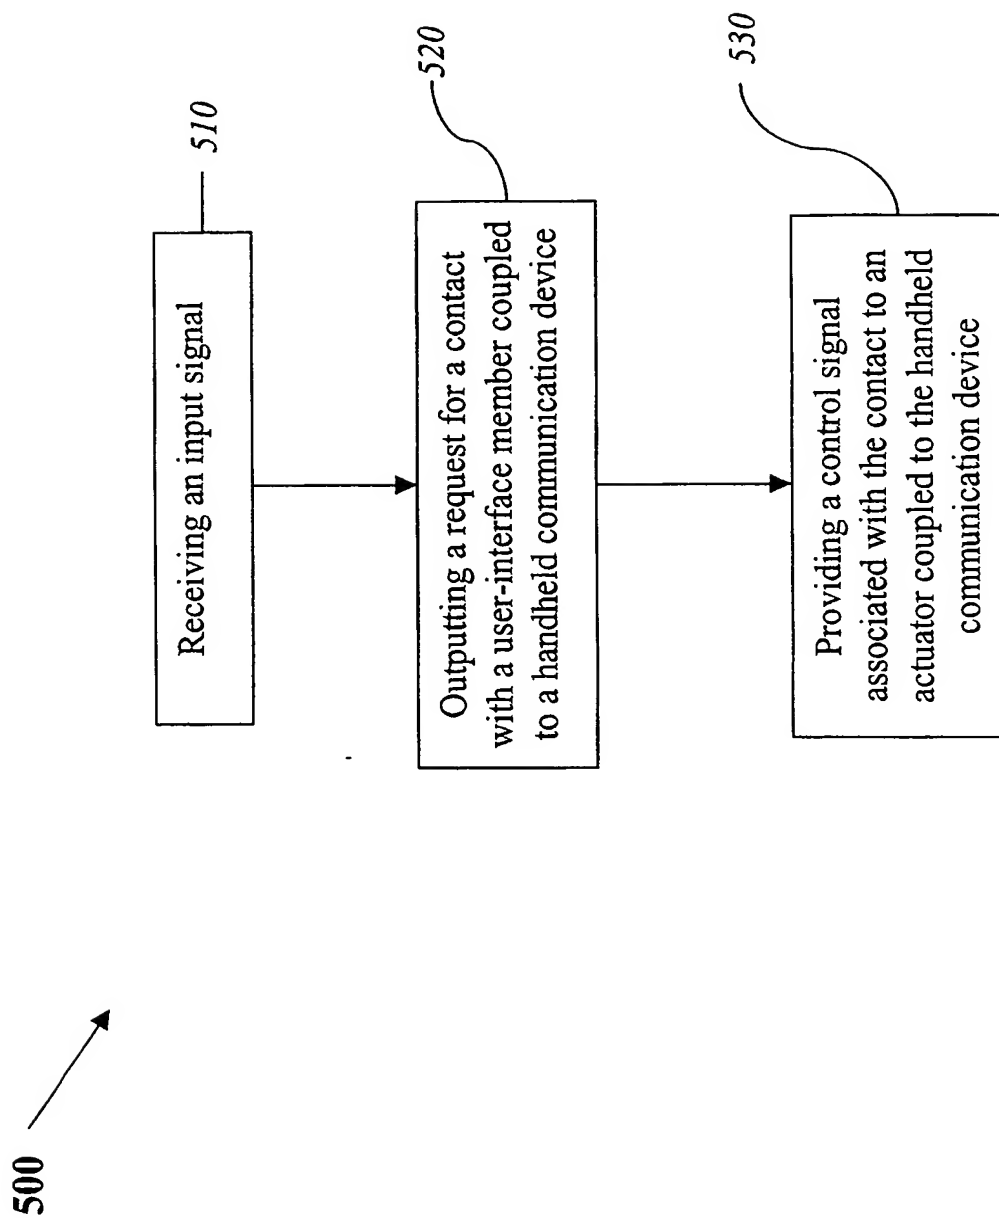 500
510
Receiving an input signal
520
Outputting a request for a contact
with a user-interface member coupled
to a handheld communication device
530
Providing a control signal
associated with the contact to an
actuator coupled to the handheld
communication device